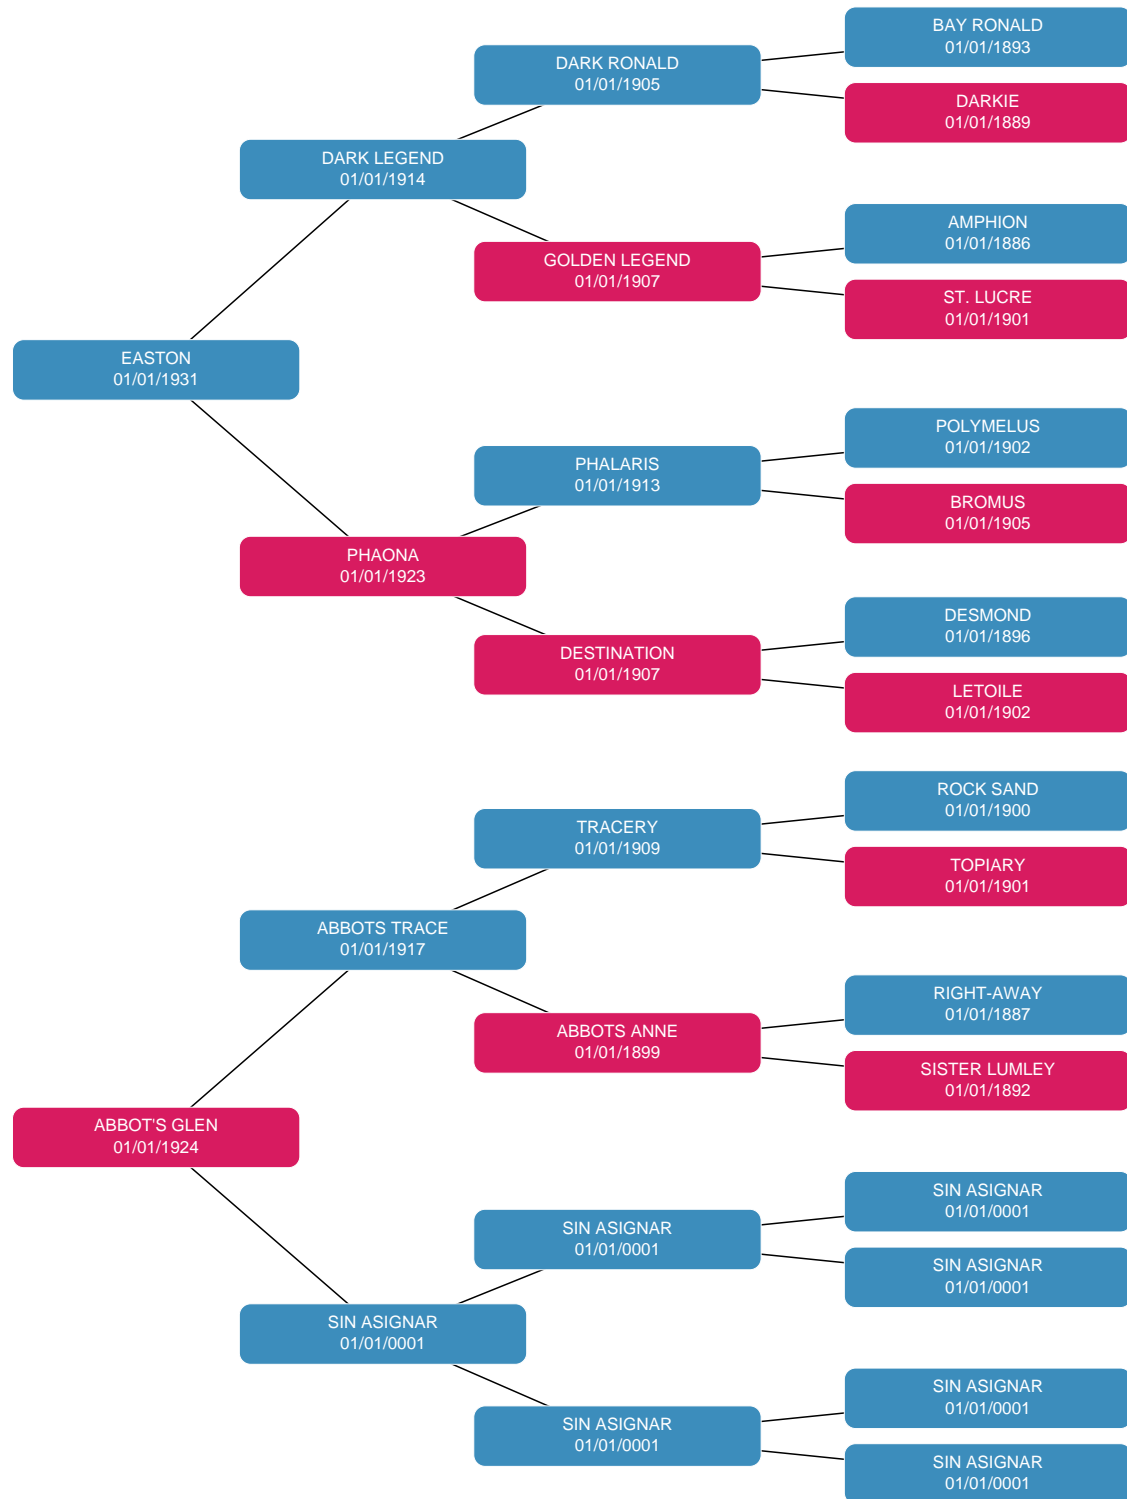 BAY RONALD
01/01/1893
DARK RONALD
01/01/1905
DARKIE
01/01/1889
DARK LEGEND
01/01/1914
AMPHION
01/01/1886
GOLDEN LEGEND
01/01/1907
ST. LUCRE
01/01/1901
EASTON
01/01/1931
POLYMELUS
01/01/1902
PHALARIS
01/01/1913
BROMUS
01/01/1905
PHAONA
01/01/1923
DESMOND
01/01/1896
DESTINATION
01/01/1907
LETOILE
01/01/1902
ROCK SAND
01/01/1900
TRACERY
01/01/1909
TOPIARY
01/01/1901
ABBOTS TRACE
01/01/1917
RIGHT-AWAY
01/01/1887
ABBOTS ANNE
01/01/1899
SISTER LUMLEY
01/01/1892
ABBOT'S GLEN
01/01/1924
SIN ASIGNAR
01/01/0001
SIN ASIGNAR
01/01/0001
SIN ASIGNAR
01/01/0001
SIN ASIGNAR
01/01/0001
SIN ASIGNAR
01/01/0001
SIN ASIGNAR
01/01/0001
SIN ASIGNAR
01/01/0001